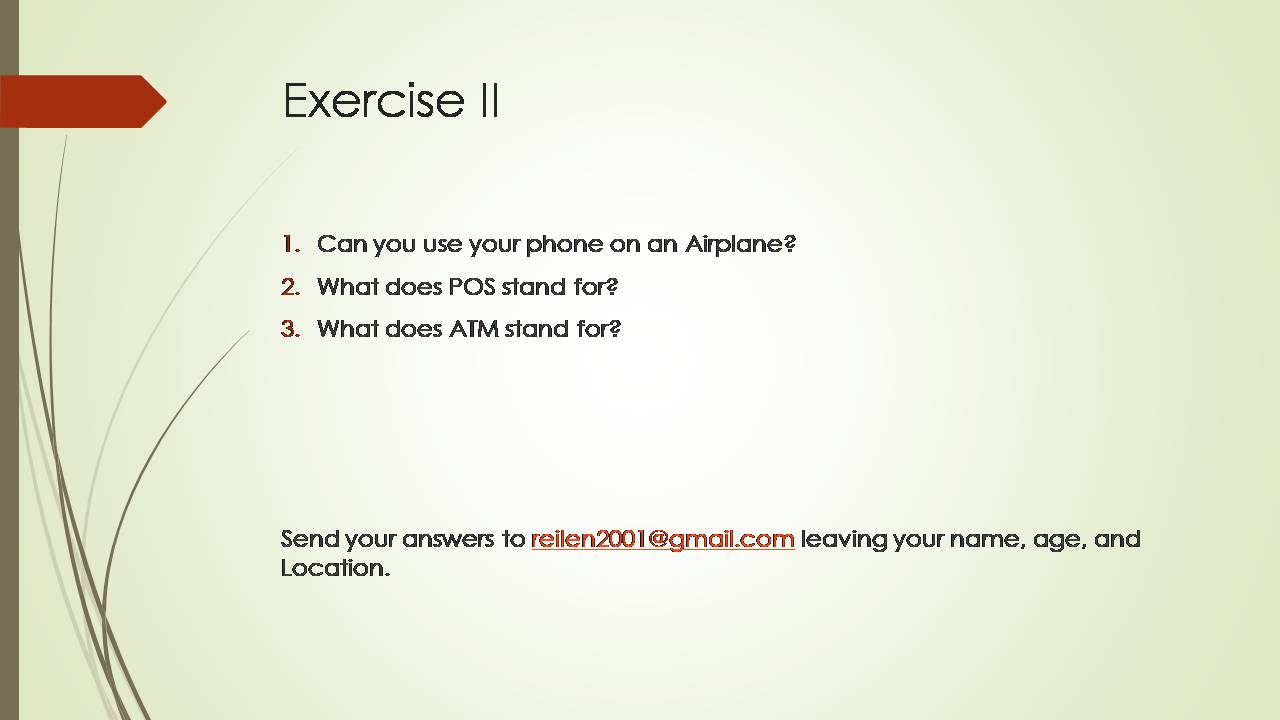 Exercise II
1. Can you use your phone on an Airplane?
2. What does POS stand for?
3. What does ATM stand for?
Send your answers to reilen2001@gmail.com leaving your name, age, and
Location.